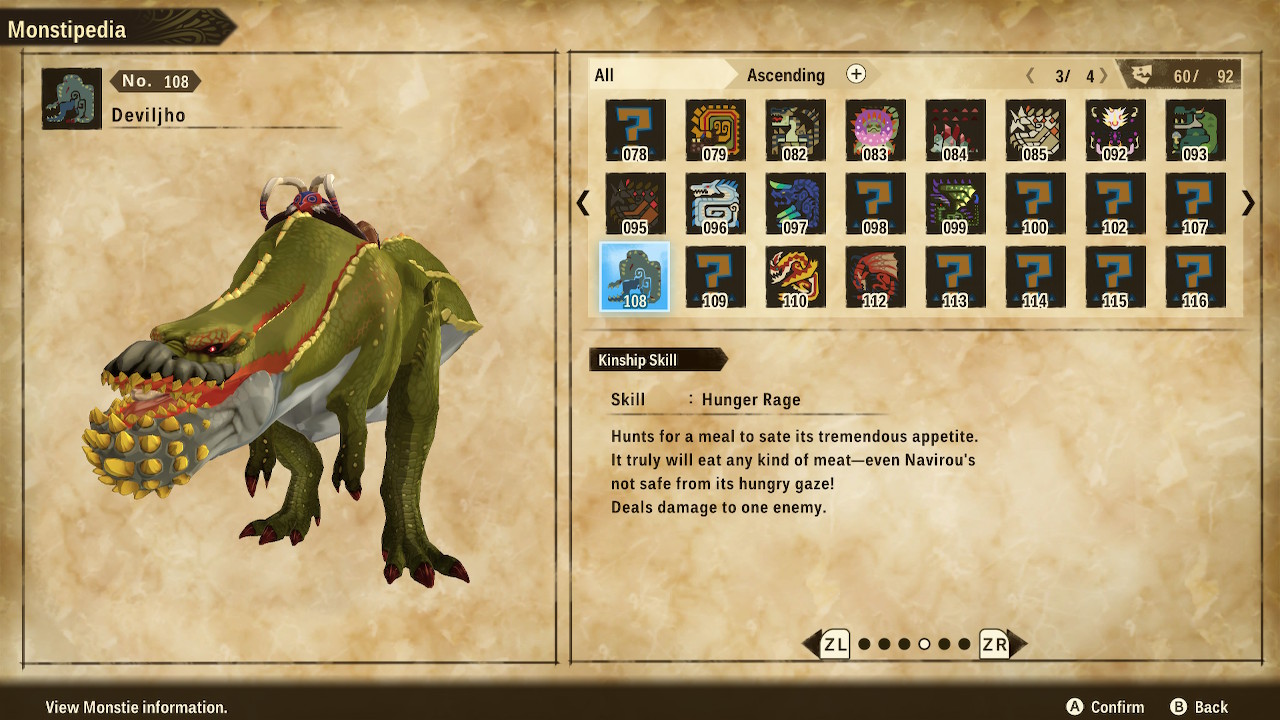 Monstipedia
No. 108
Deviljho
All
Ascending
3/ 4
60/ 92
078 079 082 083 084 085 092 093
095 096 097 098 099 100 102 107
108 109 110 112 113 114 115 116
Kinship Skill
Skill : Hunger Rage
Hunts for a meal to sate its tremendous appetite.
It truly will eat any kind of meat—even Navirou's
not safe from its hungry gaze!
Deals damage to one enemy.
ZL ZR
View Monstie information.
A Confirm B Back